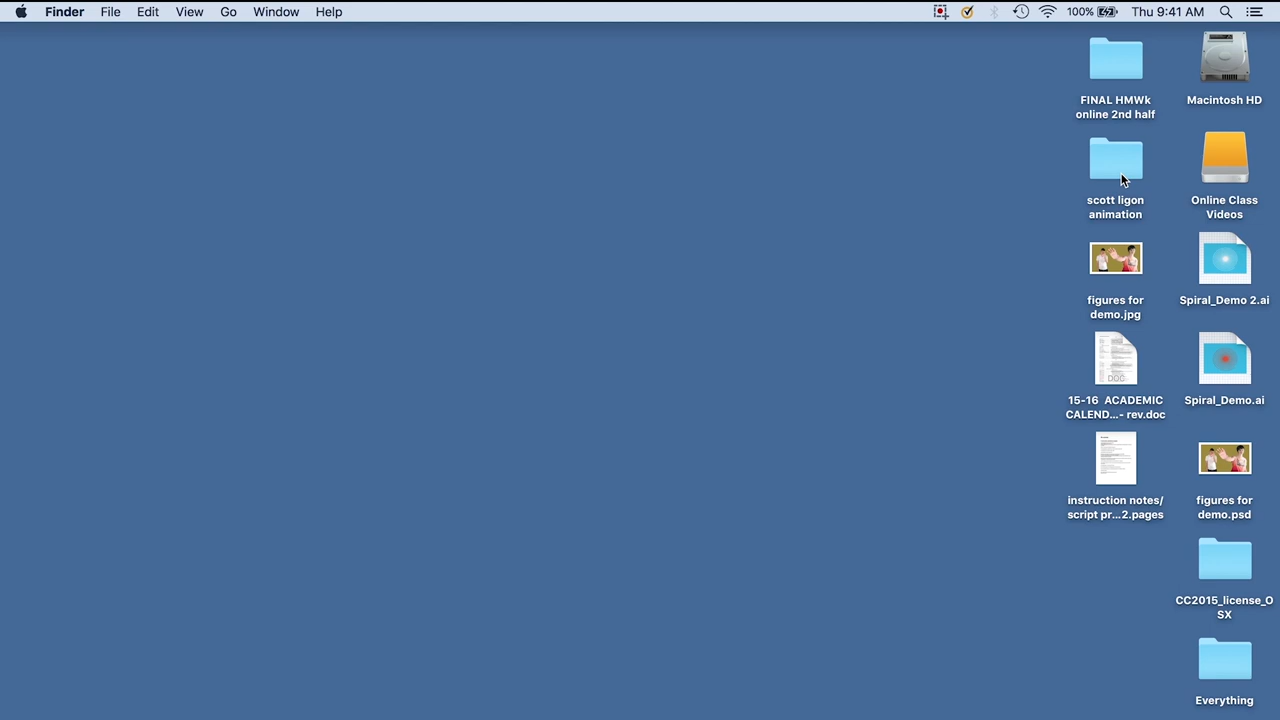 Finder File Edit View Go Window Help 100% Thu 9:41 AM
FINAL HMWk
online 2nd half
Macintosh HD
scott ligon
animation
Online Class
Videos
figures for
demo.jpg
Spiral_Demo 2.ai
DOC
15-16 ACADEMIC
CALEND...- rev.doc
Spiral_Demo.ai
instruction notes/
script pr...2.pages
figures for
demo.psd
CC2015_license_O
SX
Everything